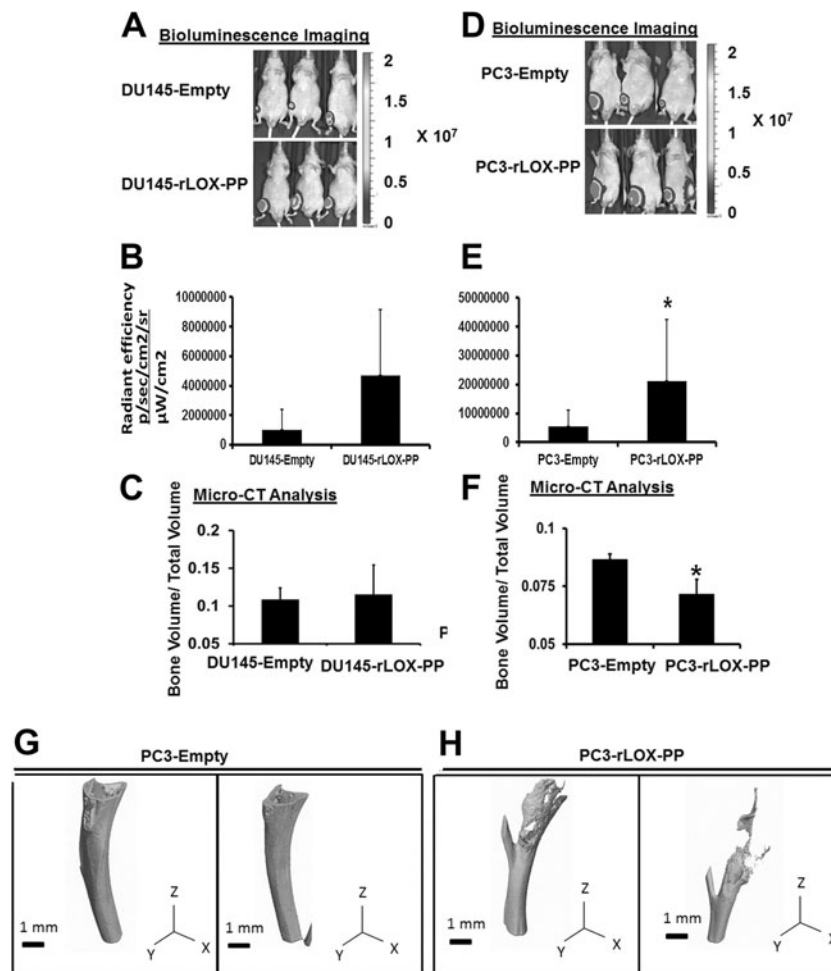 A
Bioluminescence Imaging
DU145-Empty
DU145-rLOX-PP
2
1.5
1
0.5
0
X 10⁷
D
Bioluminescence Imaging
PC3-Empty
PC3-rLOX-PP
2
1.5
1
0.5
0
X 10⁷
B
Radiant efficiency
p/sec/cm2/sr
µW/cm2
10000000
8000000
6000000
4000000
2000000
0
DU145-Empty
DU145-rLOX-PP
E
50000000
40000000
30000000
20000000
10000000
0
*
PC3-Empty
PC3-rLOX-PP
C
Micro-CT Analysis
Bone Volume/ Total Volume
0.2
0.15
0.1
0.05
DU145-Empty
DU145-rLOX-PP
F
Micro-CT Analysis
Bone Volume/ Total Volume
0.1
0.075
0.05
*
PC3-Empty
PC3-rLOX-PP
G
PC3-Empty
1 mm
Z
Y
X
1 mm
Z
Y
X
H
PC3-rLOX-PP
1 mm
Z
Y
X
1 mm
Z
Y
X